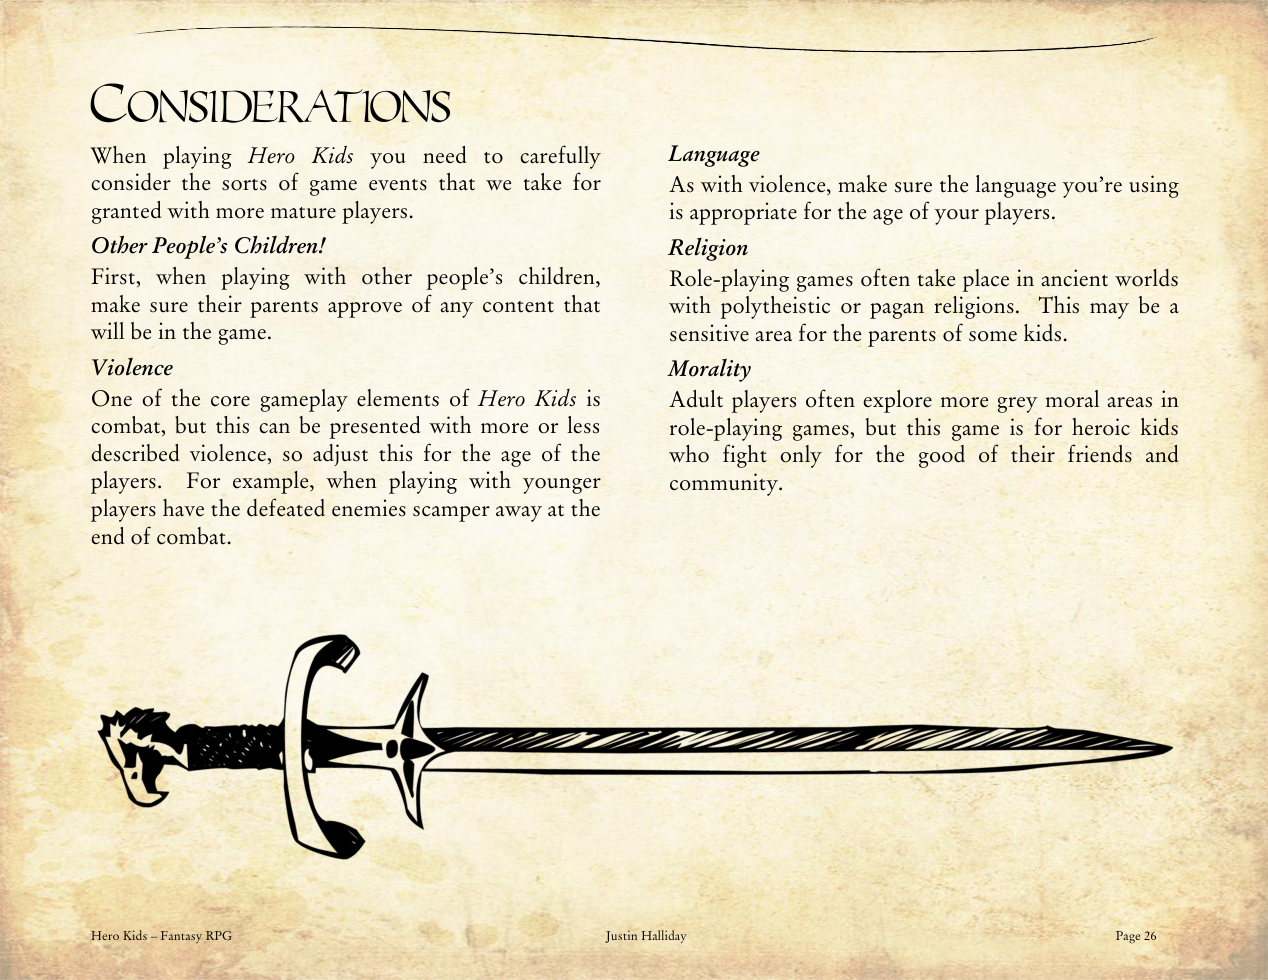 CONSIDERATIONS
When playing Hero Kids you need to carefully
consider the sorts of game events that we take for
granted with more mature players.
Other People's Children!
First, when playing with other people's children,
make sure their parents approve of any content that
will be in the game.
Violence
One of the core gameplay elements of Hero Kids is
combat, but this can be presented with more or less
described violence, so adjust this for the age of the
players.  For example, when playing with younger
players have the defeated enemies scamper away at the
end of combat.
Language
As with violence, make sure the language you're using
is appropriate for the age of your players.
Religion
Role-playing games often take place in ancient worlds
with polytheistic or pagan religions.  This may be a
sensitive area for the parents of some kids.
Morality
Adult players often explore more grey moral areas in
role-playing games, but this game is for heroic kids
who fight only for the good of their friends and
community.
Hero Kids – Fantasy RPG
Justin Halliday
Page 26